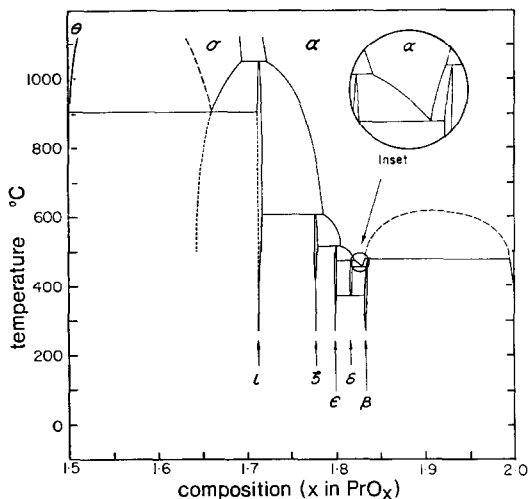 θ
σ
α
α
Inset
1000
800
600
400
200
0
temperature °C
ι
ζ
ε
δ
β
1·5
1·6
1·7
1·8
1·9
2·0
composition (x in PrOₓ)